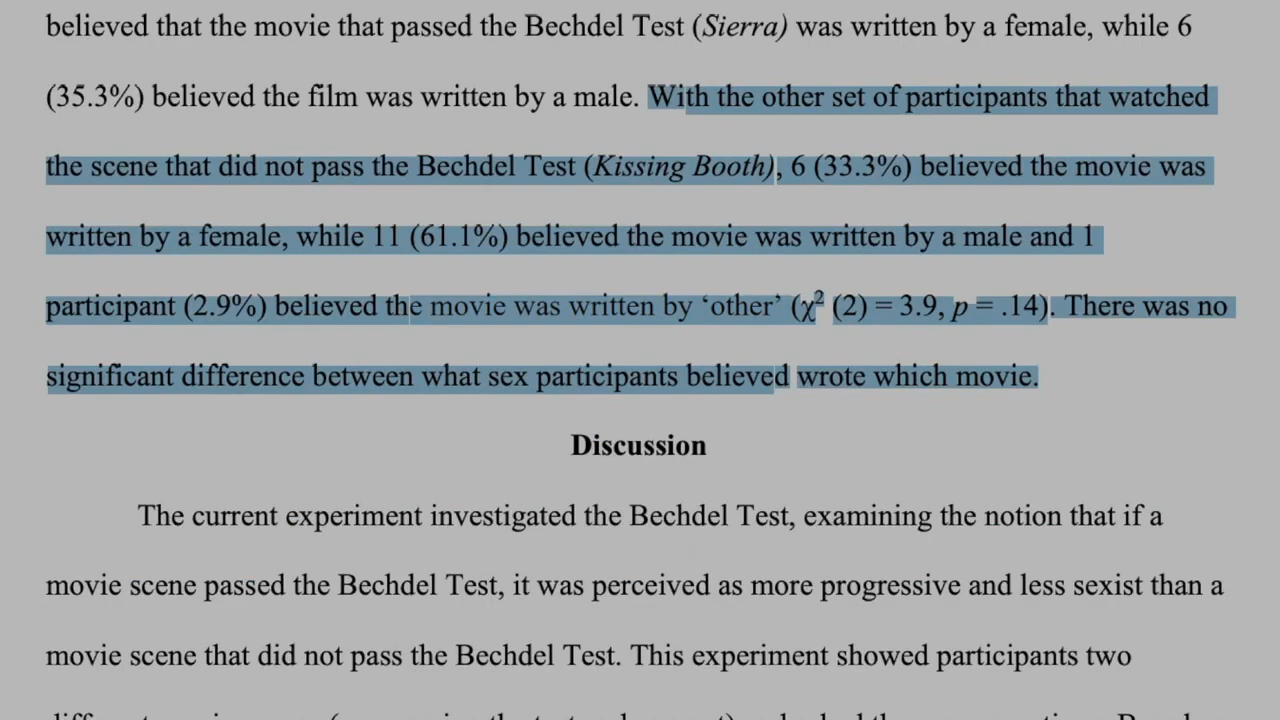 believed that the movie that passed the Bechdel Test (Sierra) was written by a female, while 6
(35.3%) believed the film was written by a male. With the other set of participants that watched
the scene that did not pass the Bechdel Test (Kissing Booth), 6 (33.3%) believed the movie was
written by a female, while 11 (61.1%) believed the movie was written by a male and 1
participant (2.9%) believed the movie was written by ‘other’ (χ² (2) = 3.9, p = .14). There was no
significant difference between what sex participants believed wrote which movie.
Discussion
The current experiment investigated the Bechdel Test, examining the notion that if a
movie scene passed the Bechdel Test, it was perceived as more progressive and less sexist than a
movie scene that did not pass the Bechdel Test. This experiment showed participants two